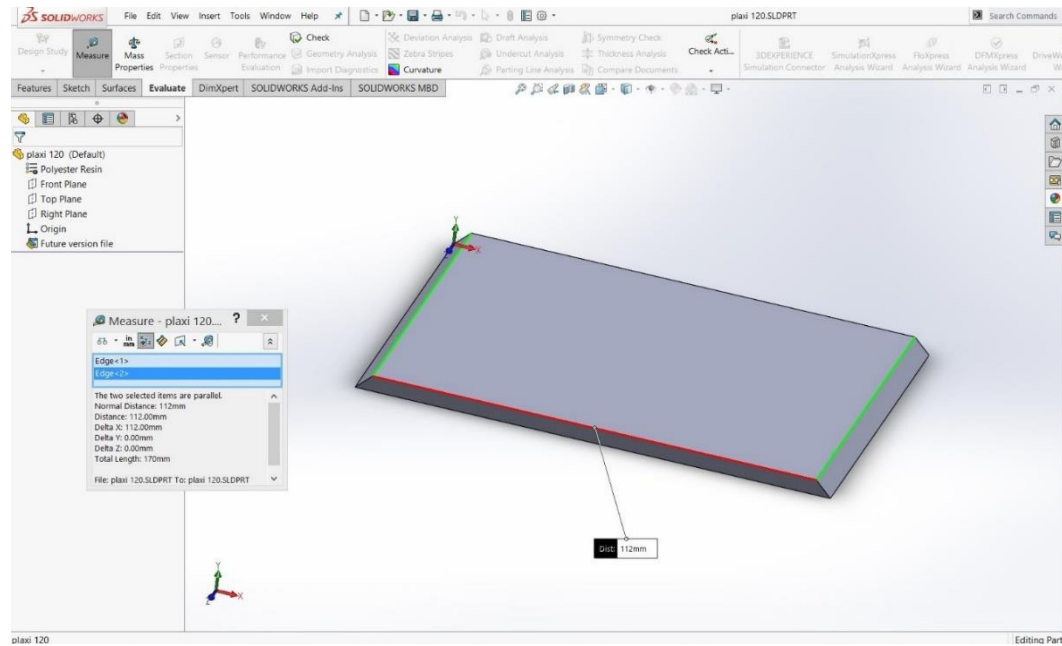 SOLIDWORKS File Edit View Insert Tools Window Help plaxi 120.SLDPRT Search Commands
Design Study Measure Mass Properties Section Properties Sensor Performance Evaluation Check Geometry Analysis Import Diagnostics Deviation Analysis Zebra Stripes Curvature Draft Analysis Undercut Analysis Parting Line Analysis Symmetry Check Thickness Analysis Compare Documents Check Acti... 3DEXPERIENCE Simulation Connector SimulationXpress Analysis Wizard FloXpress Analysis Wizard DFMXpress Analysis Wizard DriveW
Features Sketch Surfaces Evaluate DimXpert SOLIDWORKS Add-Ins SOLIDWORKS MBD
plaxi 120 (Default)
Polyester Resin
Front Plane
Top Plane
Right Plane
Origin
Future version file
Measure - plaxi 120.... ?
in
mm
Edge<1>
Edge<2>
The two selected items are parallel.
Normal Distance: 112mm
Distance: 112.00mm
Delta X: 112.00mm
Delta Y: 0.00mm
Delta Z: 0.00mm
Total Length: 170mm
File: plaxi 120.SLDPRT To: plaxi 120.SLDPRT
Y
X
Dist: 112mm
Y
X
Z
plaxi 120 Editing Part